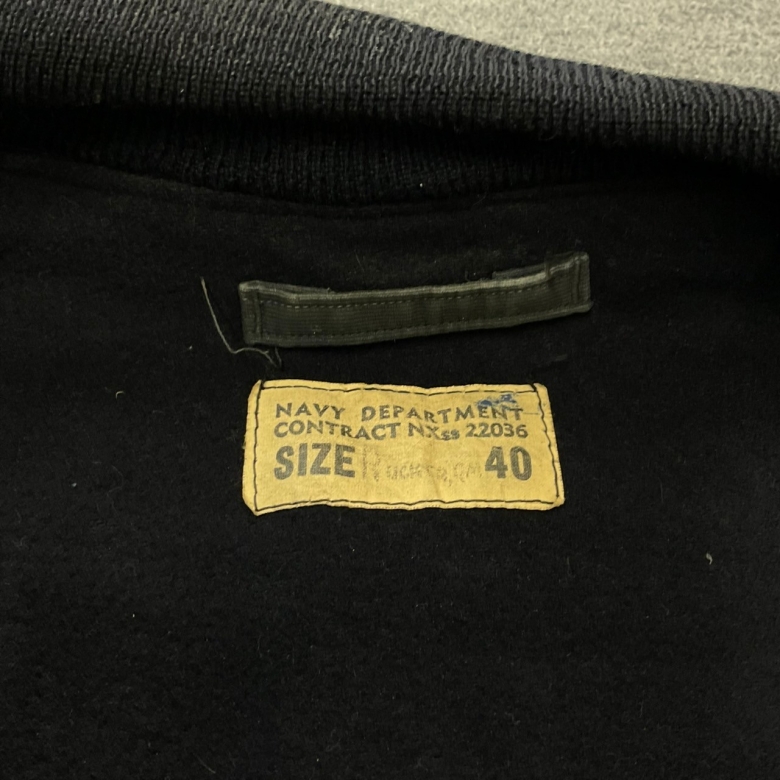 NAVY DEPARTMENT
CONTRACT NXss 22036
SIZE 40